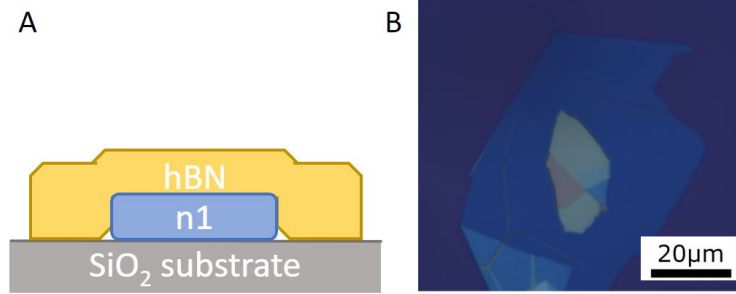 A
B
hBN
n1
SiO₂ substrate
20μm